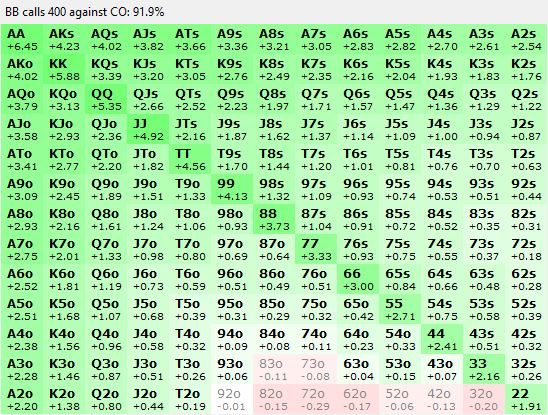 BB calls 400 against CO: 91.9%
AA AKs AQs AJs ATs A9s A8s A7s A6s A5s A4s A3s A2s
+6.45 +4.23 +4.02 +3.82 +3.66 +3.36 +3.21 +3.05 +2.83 +2.82 +2.70 +2.61 +2.54
AKo KK KQs KJs KTs K9s K8s K7s K6s K5s K4s K3s K2s
+4.02 +5.88 +3.39 +3.20 +3.05 +2.76 +2.49 +2.35 +2.16 +2.04 +1.93 +1.83 +1.76
AQo KQo QQ QJs QTs Q9s Q8s Q7s Q6s Q5s Q4s Q3s Q2s
+3.79 +3.13 +5.35 +2.66 +2.52 +2.23 +1.97 +1.71 +1.57 +1.47 +1.36 +1.29 +1.22
AJo KJo QJo JJ JTs J9s J8s J7s J6s J5s J4s J3s J2s
+3.58 +2.93 +2.36 +4.92 +2.16 +1.87 +1.62 +1.37 +1.14 +1.09 +1.00 +0.94 +0.87
ATo KTo QTo JTo TT T9s T8s T7s T6s T5s T4s T3s T2s
+3.41 +2.77 +2.20 +1.82 +4.56 +1.70 +1.44 +1.20 +1.01 +0.81 +0.76 +0.70 +0.63
A9o K9o Q9o J9o T9o 99 98s 97s 96s 95s 94s 93s 92s
+3.09 +2.45 +1.89 +1.51 +1.33 +4.13 +1.32 +1.09 +0.93 +0.74 +0.53 +0.51 +0.44
A8o K8o Q8o J8o T8o 98o 88 87s 86s 85s 84s 83s 82s
+2.93 +2.16 +1.61 +1.24 +1.06 +0.93 +3.73 +1.04 +0.91 +0.72 +0.52 +0.35 +0.31
A7o K7o Q7o J7o T7o 97o 87o 77 76s 75s 74s 73s 72s
+2.75 +2.01 +1.33 +0.98 +0.80 +0.69 +0.64 +3.33 +0.93 +0.75 +0.55 +0.37 +0.18
A6o K6o Q6o J6o T6o 96o 86o 76o 66 65s 64s 63s 62s
+2.52 +1.81 +1.19 +0.73 +0.59 +0.51 +0.49 +0.51 +3.00 +0.84 +0.66 +0.48 +0.28
A5o K5o Q5o J5o T5o 95o 85o 75o 65o 55 54s 53s 52s
+2.51 +1.68 +1.07 +0.68 +0.39 +0.31 +0.29 +0.32 +0.42 +2.71 +0.75 +0.58 +0.39
A4o K4o Q4o J4o T4o 94o 84o 74o 64o 54o 44 43s 42s
+2.38 +1.56 +0.96 +0.58 +0.32 +0.09 +0.08 +0.11 +0.23 +0.33 +2.41 +0.51 +0.32
A3o K3o Q3o J3o T3o 93o 83o 73o 63o 53o 43o 33 32s
+2.28 +1.46 +0.87 +0.51 +0.26 +0.06 -0.11 -0.08 +0.04 +0.15 +0.07 +2.16 +0.26
A2o K2o Q2o J2o T2o 92o 82o 72o 62o 52o 42o 32o 22
+2.20 +1.38 +0.80 +0.44 +0.19 -0.01 -0.15 -0.29 -0.17 -0.06 -0.13 -0.20 +1.91